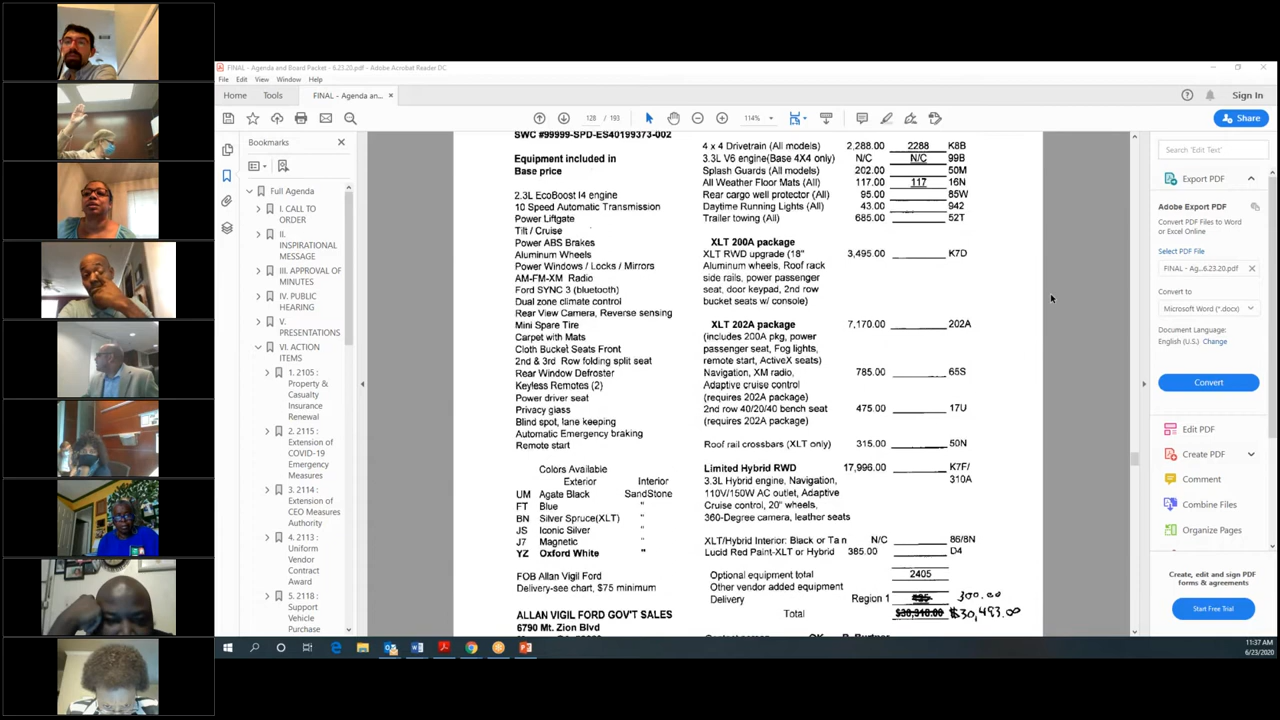 FINAL - Agenda and Board Packet - 6.23.20.pdf - Adobe Acrobat Reader DC
File Edit View Window Help
Home Tools FINAL - Agenda an... × Sign In
128 / 193 114% Share
Bookmarks
Full Agenda
I. CALL TO
ORDER
II.
INSPIRATIONAL
MESSAGE
III. APPROVAL OF
MINUTES
IV. PUBLIC
HEARING
V.
PRESENTATIONS
VI. ACTION
ITEMS
1. 2105 :
Property &
Casualty
Insurance
Renewal
2. 2115 :
Extension of
COVID-19
Emergency
Measures
3. 2114 :
Extension of
CEO Measures
Authority
4. 2113 :
Uniform
Vendor
Contract
Award
5. 2118 :
Support
Vehicle
Purchase
SWC #99999-SPD-ES40199373-002
Equipment included in
Base price
2.3L EcoBoost I4 engine
10 Speed Automatic Transmission
Power Liftgate
Tilt / Cruise
Power ABS Brakes
Aluminum Wheels
Power Windows / Locks / Mirrors
AM-FM-XM Radio
Ford SYNC 3 (bluetooth)
Dual zone climate control
Rear View Camera, Reverse sensing
Mini Spare Tire
Carpet with Mats
Cloth Bucket Seats Front
2nd & 3rd Row folding split seat
Rear Window Defroster
Keyless Remotes (2)
Power driver seat
Privacy glass
Blind spot, lane keeping
Automatic Emergency braking
Remote start
Colors Available
Exterior Interior
UM Agate Black SandStone
FT Blue "
BN Silver Spruce(XLT) "
JS Iconic Silver "
J7 Magnetic "
YZ Oxford White "
FOB Allan Vigil Ford
Delivery-see chart, $75 minimum
ALLAN VIGIL FORD GOV'T SALES
6790 Mt. Zion Blvd
4 x 4 Drivetrain (All models) 2,288.00 2288 K8B
3.3L V6 engine(Base 4X4 only) N/C N/C 99B
Splash Guards (All models) 202.00 50M
All Weather Floor Mats (All) 117.00 117 16N
Rear cargo well protector (All) 95.00 85W
Daytime Running Lights (All) 43.00 942
Trailer towing (All) 685.00 52T
XLT 200A package
XLT RWD upgrade (18" 3,495.00 K7D
Aluminum wheels, Roof rack
side rails, power passenger
seat, door keypad, 2nd row
bucket seats w/ console)
XLT 202A package 7,170.00 202A
(includes 200A pkg, power
passenger seat, Fog lights,
remote start, ActiveX seats)
Navigation, XM radio, 785.00 65S
Adaptive cruise control
(requires 202A package)
2nd row 40/20/40 bench seat 475.00 17U
(requires 202A package)
Roof rail crossbars (XLT only) 315.00 50N
Limited Hybrid RWD 17,996.00 K7F/
3.3L Hybrid engine, Navigation, 310A
110V/150W AC outlet, Adaptive
Cruise control, 20" wheels,
360-Degree camera, leather seats
XLT/Hybrid Interior: Black or Tan N/C 86/8N
Lucid Red Paint-XLT or Hybrid 385.00 D4
Optional equipment total 2405
Other vendor added equipment
Delivery Region 1 300.00
Total $30,310.00 $30,493.00
Search 'Edit Text'
Export PDF
Adobe Export PDF
Convert PDF Files to Word
or Excel Online
Select PDF File
FINAL - Ag...6.23.20.pdf ×
Convert to
Microsoft Word (*.docx)
Document Language:
English (U.S.) Change
Convert
Edit PDF
Create PDF
Comment
Combine Files
Organize Pages
Create, edit and sign PDF
forms & agreements
Start Free Trial
11:37 AM
6/23/2020